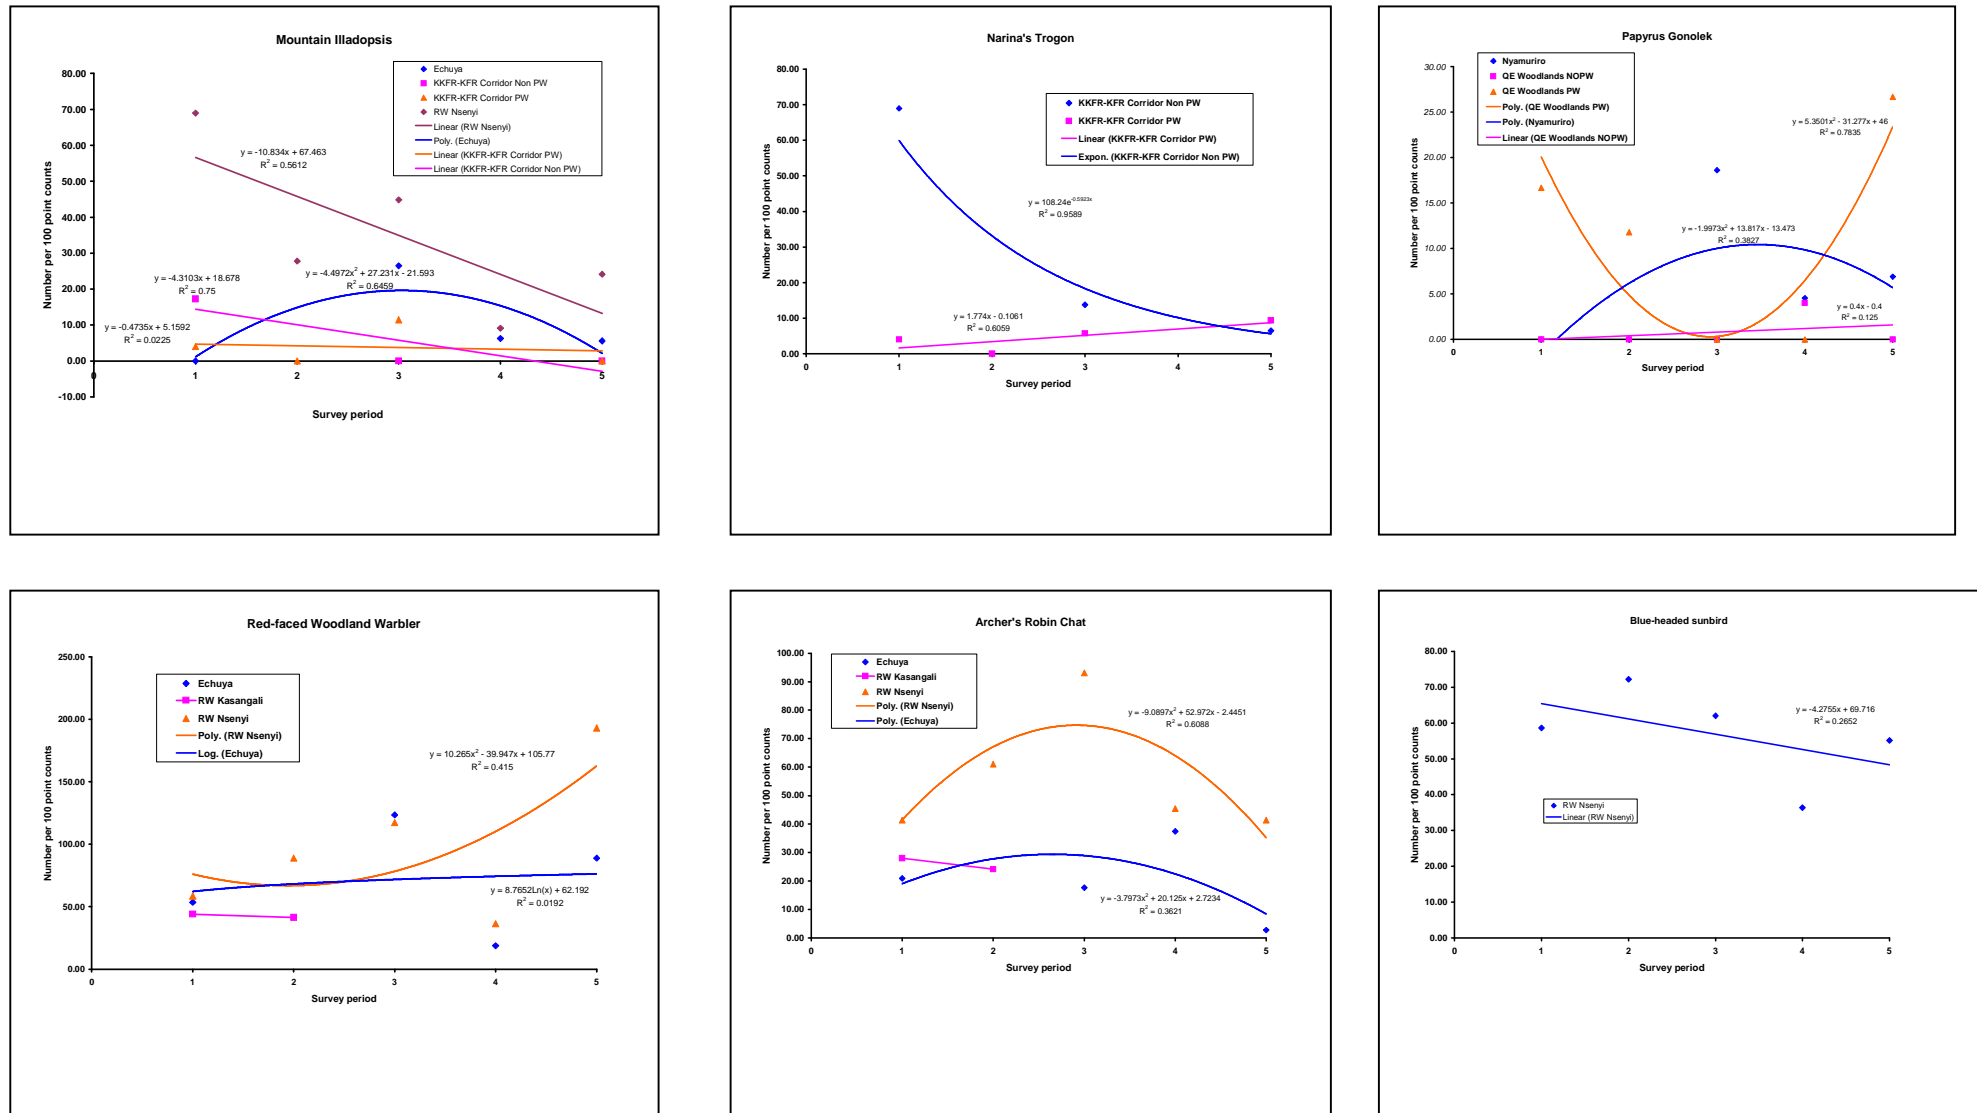 Mountain Illadopsis
Number per 100 point counts
80.00
70.00
60.00
50.00
40.00
30.00
20.00
10.00
0.00
-10.00
0
1
2
3
4
5
Survey period
Echuya
KKFR-KFR Corridor Non PW
KKFR-KFR Corridor PW
RW Nsenyi
Linear (RW Nsenyi)
Poly. (Echuya)
Linear (KKFR-KFR Corridor PW)
Linear (KKFR-KFR Corridor Non PW)
y = -10.834x + 67.463
R² = 0.5612
y = -4.4972x² + 27.231x - 21.593
R² = 0.6459
y = -4.3103x + 18.678
R² = 0.75
y = -0.4735x + 5.1592
R² = 0.0225
Narina's Trogon
Number per 100 point counts
80.00
70.00
60.00
50.00
40.00
30.00
20.00
10.00
0.00
0
1
2
3
4
5
Survey period
KKFR-KFR Corridor Non PW
KKFR-KFR Corridor PW
Linear (KKFR-KFR Corridor PW)
Expon. (KKFR-KFR Corridor Non PW)
y = 108.24e^-0.5923x
R² = 0.9589
y = 1.774x - 0.1061
R² = 0.6059
Papyrus Gonolek
Number per 100 point counts
30.00
25.00
20.00
15.00
10.00
5.00
0.00
0
1
2
3
4
5
Survey period
Nyamuriro
QE Woodlands NOPW
QE Woodlands PW
Poly. (QE Woodlands PW)
Poly. (Nyamuriro)
Linear (QE Woodlands NOPW)
y = 5.3501x² - 31.277x + 46
R² = 0.7835
y = -1.9973x² + 13.817x - 13.473
R² = 0.3827
y = 0.4x - 0.4
R² = 0.125
Red-faced Woodland Warbler
Number per 100 point counts
250.00
200.00
150.00
100.00
50.00
0.00
0
1
2
3
4
5
Survey period
Echuya
RW Kasangali
RW Nsenyi
Poly. (RW Nsenyi)
Log. (Echuya)
y = 10.265x² - 39.947x + 105.77
R² = 0.415
y = 8.7652Ln(x) + 62.192
R² = 0.0192
Archer's Robin Chat
Number per 100 point counts
100.00
90.00
80.00
70.00
60.00
50.00
40.00
30.00
20.00
10.00
0.00
0
1
2
3
4
5
Survey period
Echuya
RW Kasangali
RW Nsenyi
Poly. (RW Nsenyi)
Poly. (Echuya)
y = -9.0897x² + 52.972x - 2.4451
R² = 0.6088
y = -3.7973x² + 20.125x + 2.7234
R² = 0.3621
Blue-headed sunbird
Number per 100 point counts
80.00
70.00
60.00
50.00
40.00
30.00
20.00
10.00
0.00
0
1
2
3
4
5
Survey period
RW Nsenyi
Linear (RW Nsenyi)
y = -4.2755x + 69.716
R² = 0.2652